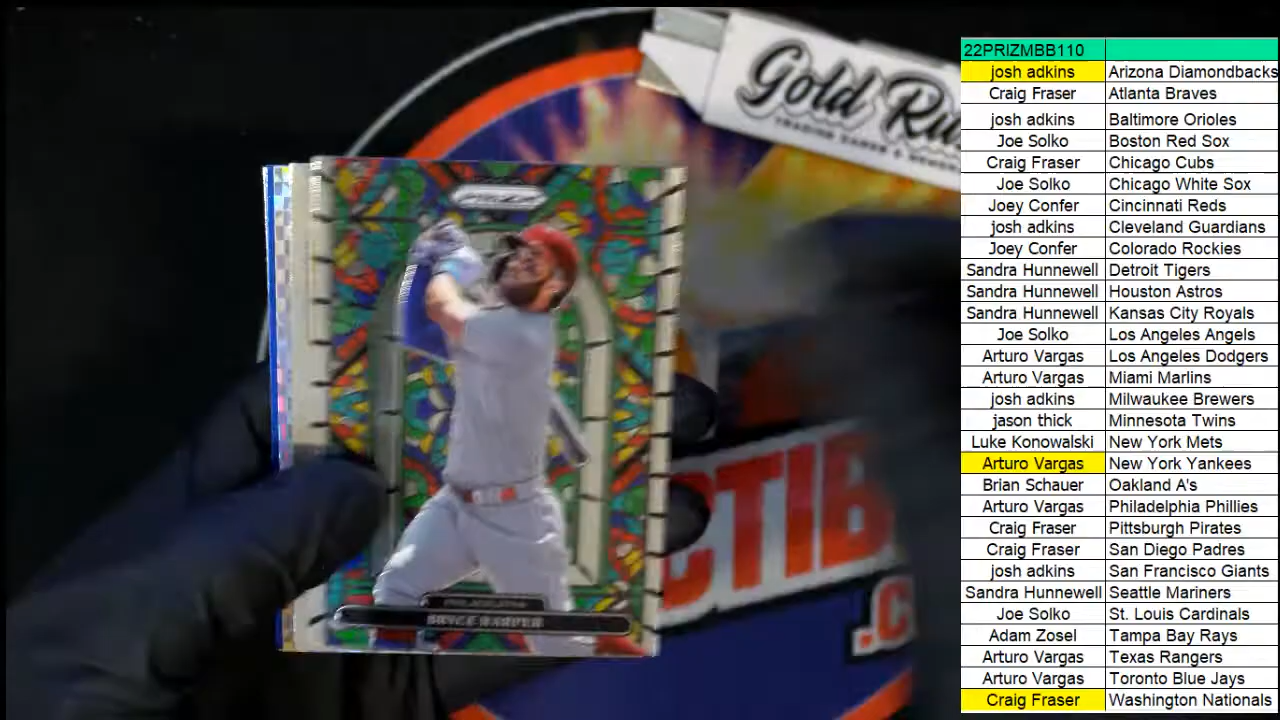 Gold Ru
PRIZM
PHILADELPHIA
BRYCE HARPER
CTIB
.C
22PRIZMBB110
josh adkins Arizona Diamondbacks
Craig Fraser Atlanta Braves
josh adkins Baltimore Orioles
Joe Solko Boston Red Sox
Craig Fraser Chicago Cubs
Joe Solko Chicago White Sox
Joey Confer Cincinnati Reds
josh adkins Cleveland Guardians
Joey Confer Colorado Rockies
Sandra Hunnewell Detroit Tigers
Sandra Hunnewell Houston Astros
Sandra Hunnewell Kansas City Royals
Joe Solko Los Angeles Angels
Arturo Vargas Los Angeles Dodgers
Arturo Vargas Miami Marlins
josh adkins Milwaukee Brewers
jason thick Minnesota Twins
Luke Konowalski New York Mets
Arturo Vargas New York Yankees
Brian Schauer Oakland A's
Arturo Vargas Philadelphia Phillies
Craig Fraser Pittsburgh Pirates
Craig Fraser San Diego Padres
josh adkins San Francisco Giants
Sandra Hunnewell Seattle Mariners
Joe Solko St. Louis Cardinals
Adam Zosel Tampa Bay Rays
Arturo Vargas Texas Rangers
Arturo Vargas Toronto Blue Jays
Craig Fraser Washington Nationals